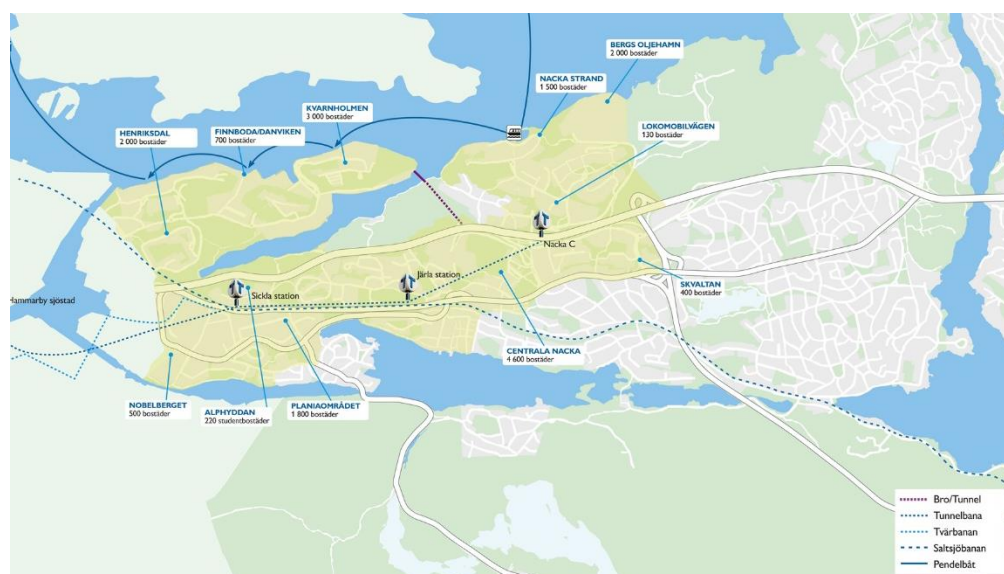 BERGS OLJEHAMN
2 000 bostäder
NACKA STRAND
1 500 bostäder
KVARNHOLMEN
3 000 bostäder
LOKOMOBILVÄGEN
130 bostäder
FINNBODA/DANVIKEN
700 bostäder
HENRIKSDAL
2 000 bostäder
Nacka C
Järla station
Sickla station
Hammarby sjöstad
SKVALTAN
400 bostäder
CENTRALA NACKA
4 600 bostäder
NOBELBERGET
500 bostäder
ALPHYDDAN
220 studentbostäder
PLANIAOMRÅDET
1 800 bostäder
Bro/Tunnel
Tunnelbana
Tvärbanan
Saltsjöbanan
Pendelbåt